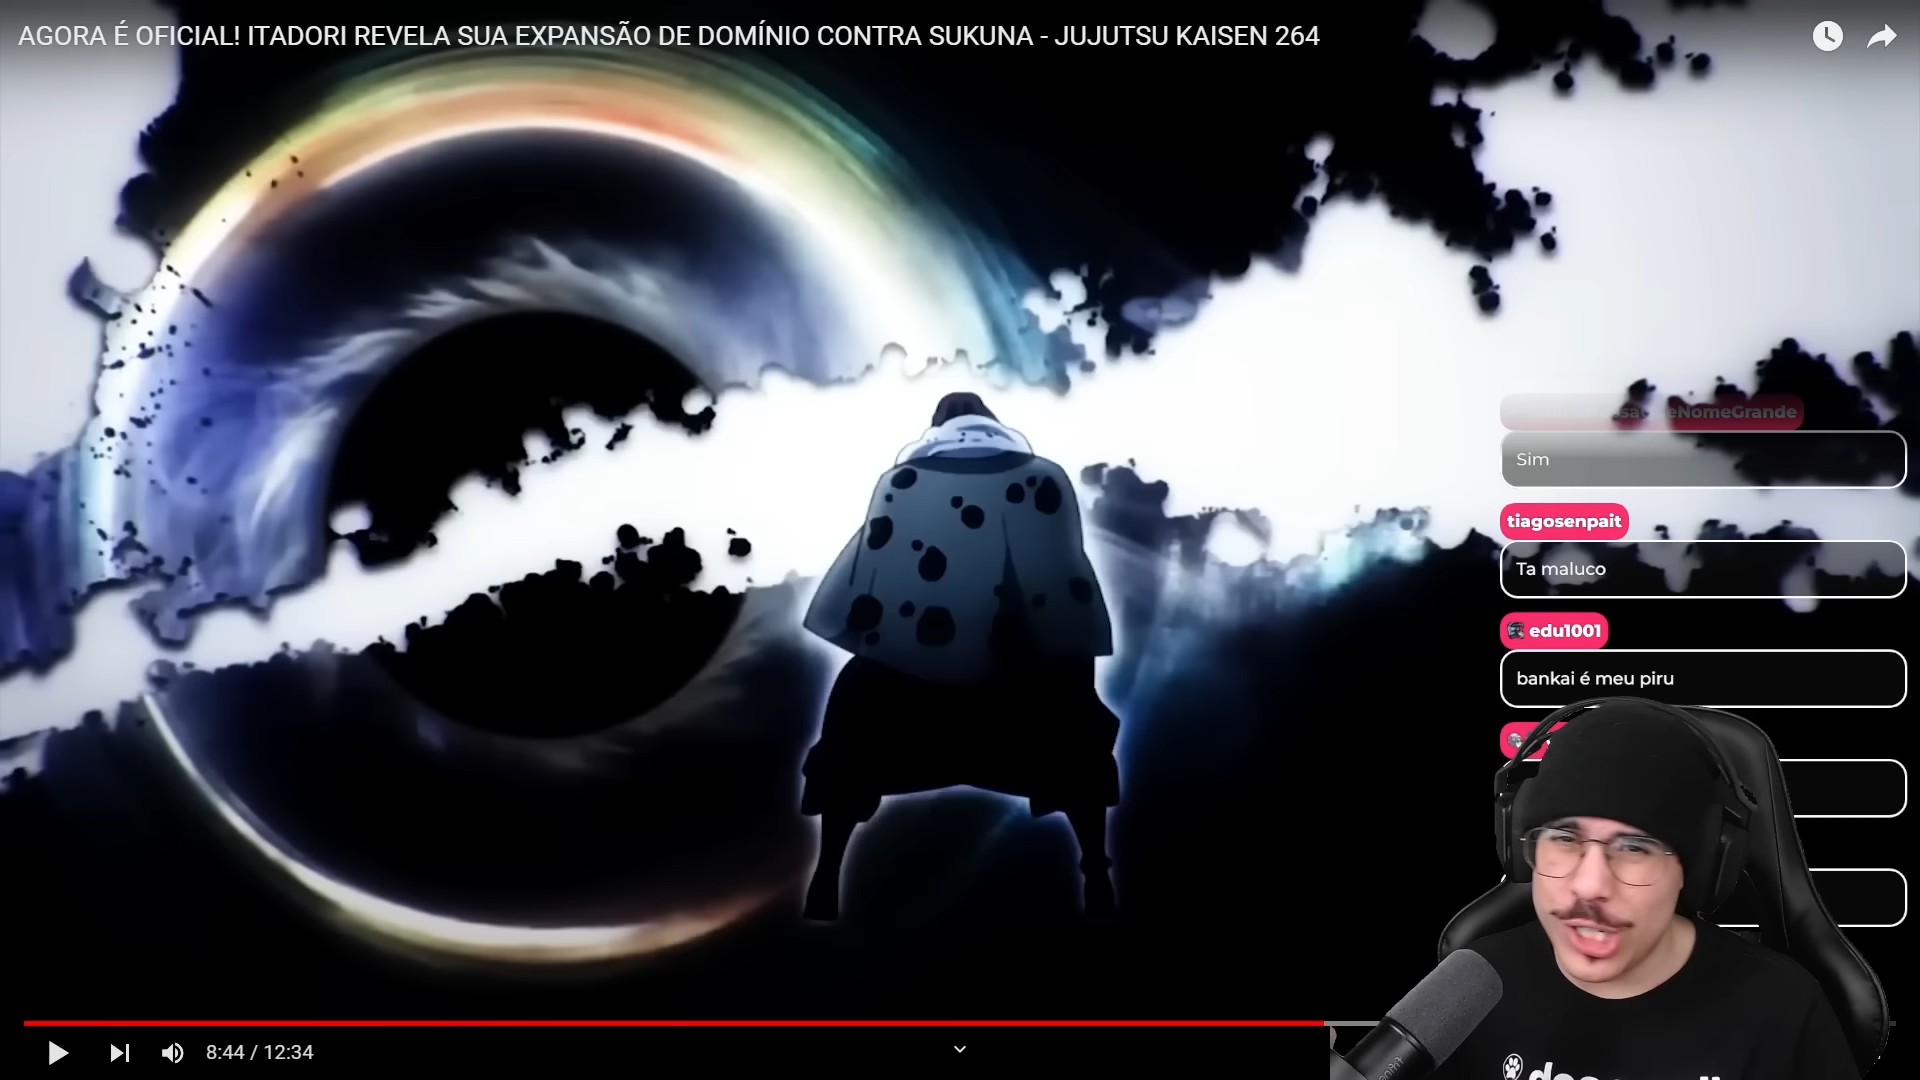 AGORA É OFICIAL! ITADORI REVELA SUA EXPANSÃO DE DOMÍNIO CONTRA SUKUNA - JUJUTSU KAISEN 264
eNomeGrande
Sim
tiagosenpait
Ta maluco
edu1001
bankai é meu piru
8:44 / 12:34